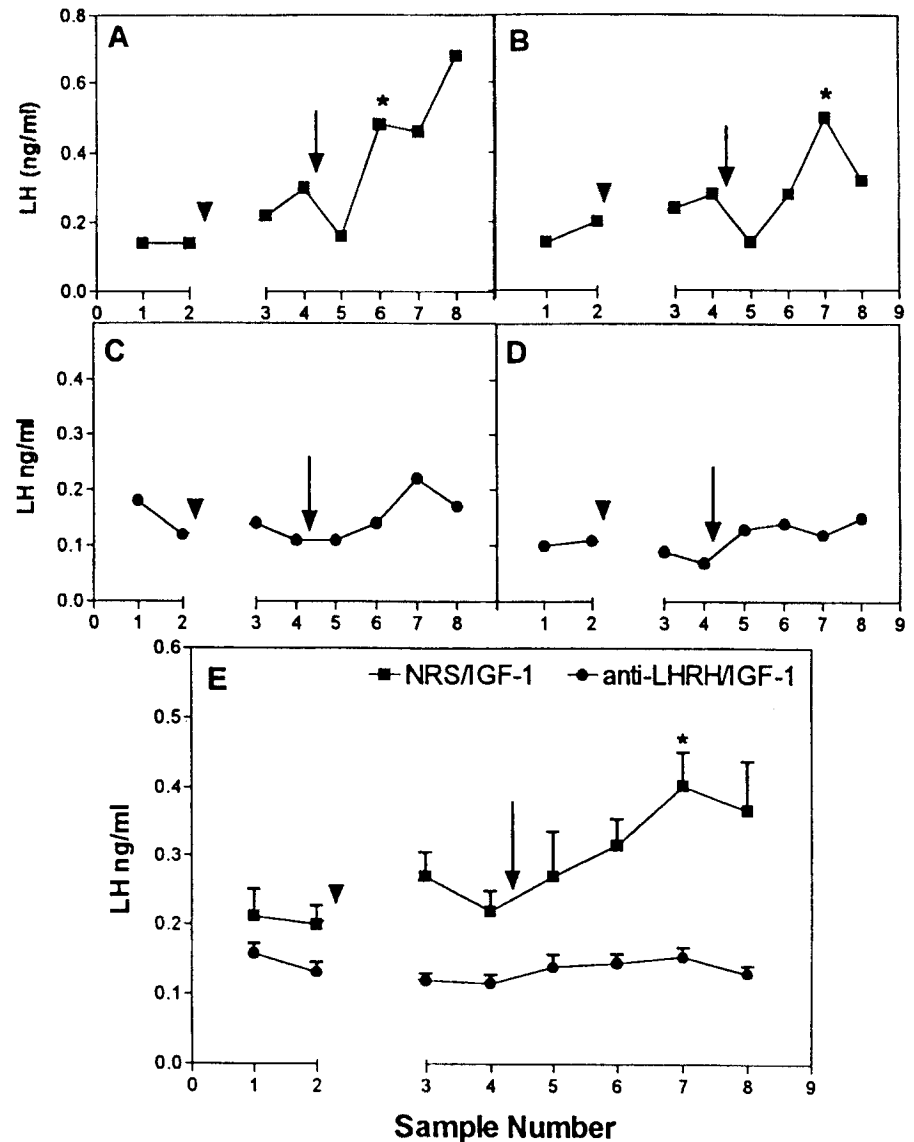 A
B
LH (ng/ml)
0.8
0.6
0.4
0.2
0.0
*
*
0 1 2 3 4 5 6 7 8
1 2 3 4 5 6 7 8 9
C
D
LH ng/ml
0.4
0.3
0.2
0.1
0.0
0 1 2 3 4 5 6 7 8
1 2 3 4 5 6 7 8 9
E
NRS/IGF-1 anti-LHRH/IGF-1
LH ng/ml
0.6
0.5
0.4
0.3
0.2
0.1
0.0
*
0 1 2 3 4 5 6 7 8 9
Sample Number